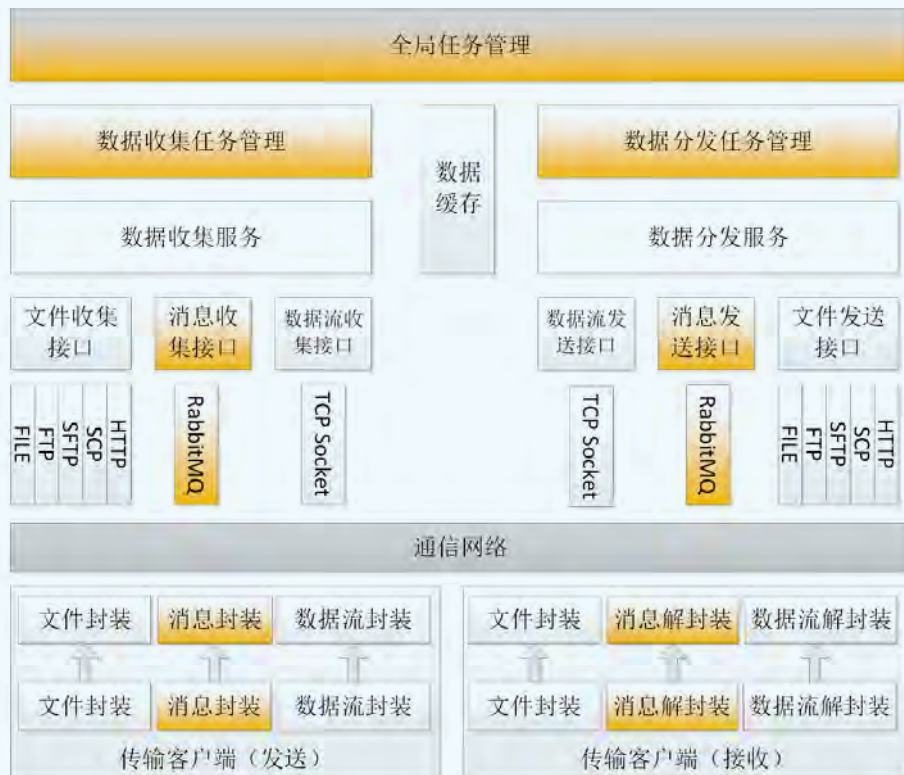 全局任务管理
数据收集任务管理
数据
缓存
数据分发任务管理
数据收集服务
数据分发服务
文件收集
接口
消息收
集接口
数据流收
集接口
数据流发
送接口
消息发
送接口
文件发送
接口
FILE
FTP
SFTP
SCP
HTTP
RabbitMQ
TCP Socket
TCP Socket
RabbitMQ
FILE
FTP
SFTP
SCP
HTTP
通信网络
文件封装
消息封装
数据流封装
文件封装
消息解封装
数据流解封装
文件封装
消息封装
数据流封装
文件封装
消息解封装
数据流解封装
传输客户端（发送）
传输客户端（接收）